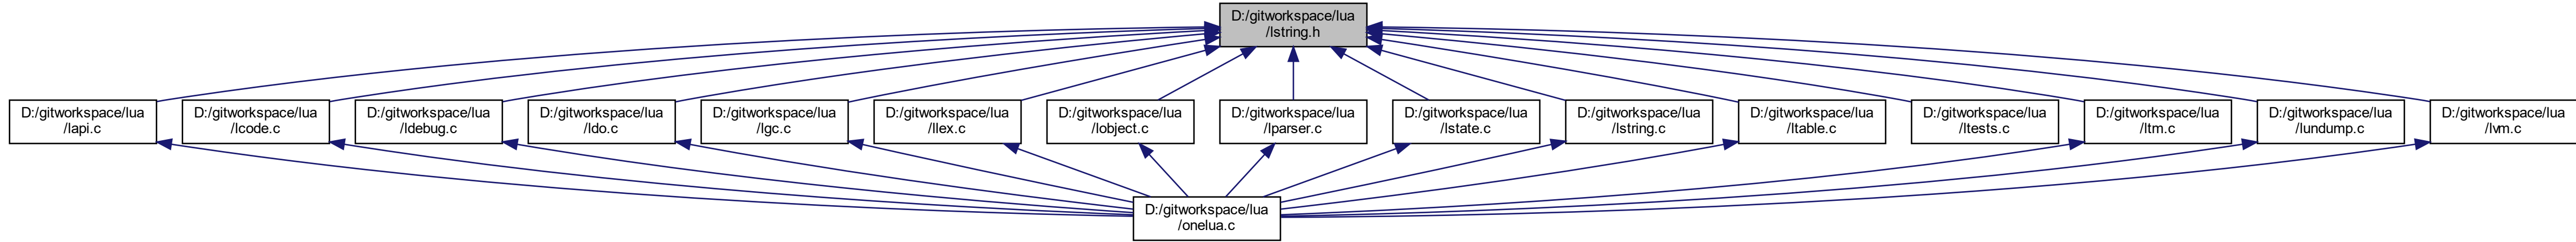 D:/gitworkspace/lua
/lstring.h
D:/gitworkspace/lua
/lapi.c
D:/gitworkspace/lua
/lcode.c
D:/gitworkspace/lua
/ldebug.c
D:/gitworkspace/lua
/ldo.c
D:/gitworkspace/lua
/lgc.c
D:/gitworkspace/lua
/llex.c
D:/gitworkspace/lua
/lobject.c
D:/gitworkspace/lua
/lparser.c
D:/gitworkspace/lua
/lstate.c
D:/gitworkspace/lua
/lstring.c
D:/gitworkspace/lua
/ltable.c
D:/gitworkspace/lua
/ltests.c
D:/gitworkspace/lua
/ltm.c
D:/gitworkspace/lua
/lundump.c
D:/gitworkspace/lua
/lvm.c
D:/gitworkspace/lua
/onelua.c